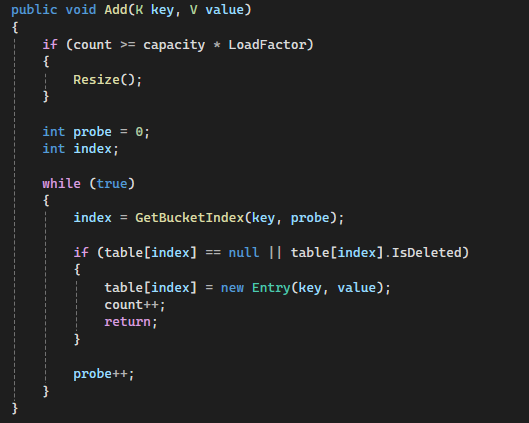 public void Add(K key, V value)
{
    if (count >= capacity * LoadFactor)
    {
        Resize();
    }

    int probe = 0;
    int index;

    while (true)
    {
        index = GetBucketIndex(key, probe);

        if (table[index] == null || table[index].IsDeleted)
        {
            table[index] = new Entry(key, value);
            count++;
            return;
        }

        probe++;
    }
}